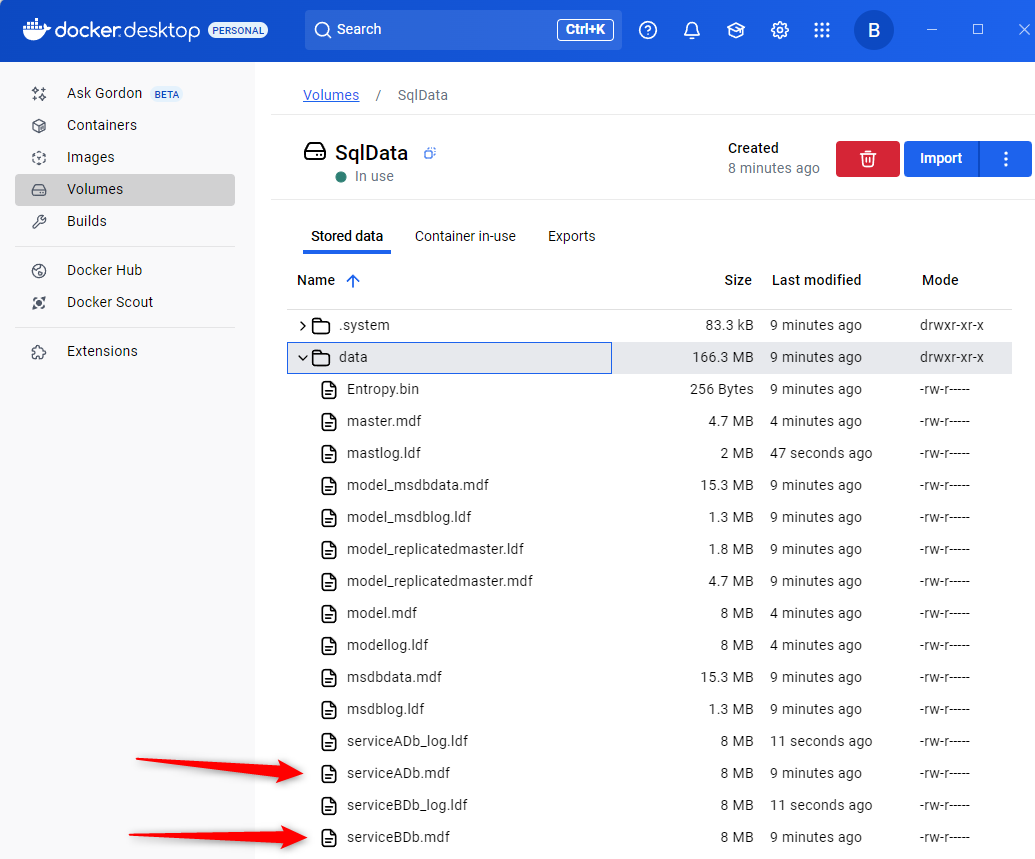 docker.desktop PERSONAL Search Ctrl+K B
Ask Gordon BETA
Containers
Images
Volumes
Builds
Docker Hub
Docker Scout
Extensions
Volumes / SqlData
SqlData
In use
Created
8 minutes ago
Import
Stored data Container in-use Exports
Name Size Last modified Mode
.system 83.3 kB 9 minutes ago drwxr-xr-x
data 166.3 MB 9 minutes ago drwxr-xr-x
Entropy.bin 256 Bytes 9 minutes ago -rw-r-----
master.mdf 4.7 MB 4 minutes ago -rw-r-----
mastlog.ldf 2 MB 47 seconds ago -rw-r-----
model_msdbdata.mdf 15.3 MB 9 minutes ago -rw-r-----
model_msdblog.ldf 1.3 MB 9 minutes ago -rw-r-----
model_replicatedmaster.ldf 1.8 MB 9 minutes ago -rw-r-----
model_replicatedmaster.mdf 4.7 MB 9 minutes ago -rw-r-----
model.mdf 8 MB 4 minutes ago -rw-r-----
modellog.ldf 8 MB 4 minutes ago -rw-r-----
msdbdata.mdf 15.3 MB 9 minutes ago -rw-r-----
msdblog.ldf 1.3 MB 9 minutes ago -rw-r-----
serviceADb_log.ldf 8 MB 11 seconds ago -rw-r-----
serviceADb.mdf 8 MB 9 minutes ago -rw-r-----
serviceBDb_log.ldf 8 MB 11 seconds ago -rw-r-----
serviceBDb.mdf 8 MB 9 minutes ago -rw-r-----